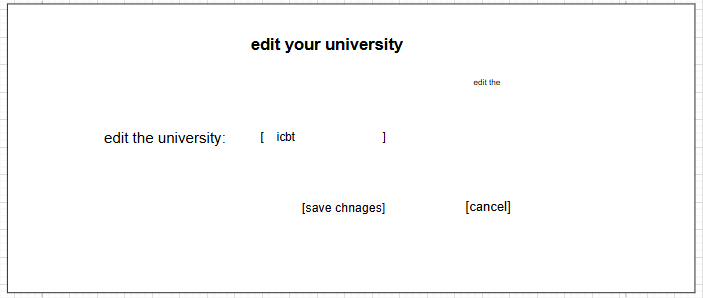 edit your university
edit the
edit the university: [ icbt ]
[save chnages] [cancel]